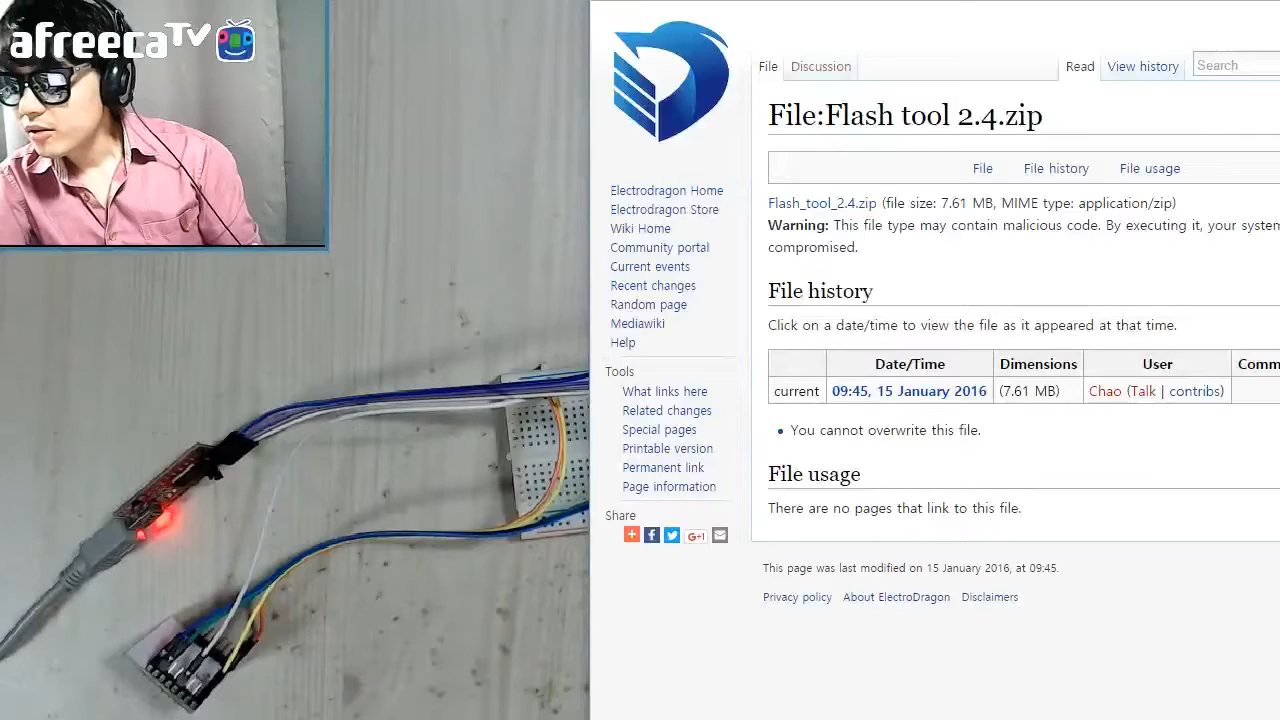 afreecaTV
File
Discussion
Read
View history
Search
File:Flash tool 2.4.zip
File
File history
File usage
Electrodragon Home
Electrodragon Store
Wiki Home
Community portal
Current events
Recent changes
Random page
Mediawiki
Help
Tools
What links here
Related changes
Special pages
Printable version
Permanent link
Page information
Share
G+1
Flash_tool_2.4.zip (file size: 7.61 MB, MIME type: application/zip)
Warning: This file type may contain malicious code. By executing it, your system
compromised.
File history
Click on a date/time to view the file as it appeared at that time.
Date/Time Dimensions User Comm
current 09:45, 15 January 2016 (7.61 MB) Chao (Talk | contribs)
You cannot overwrite this file.
File usage
There are no pages that link to this file.
This page was last modified on 15 January 2016, at 09:45.
Privacy policy About ElectroDragon Disclaimers